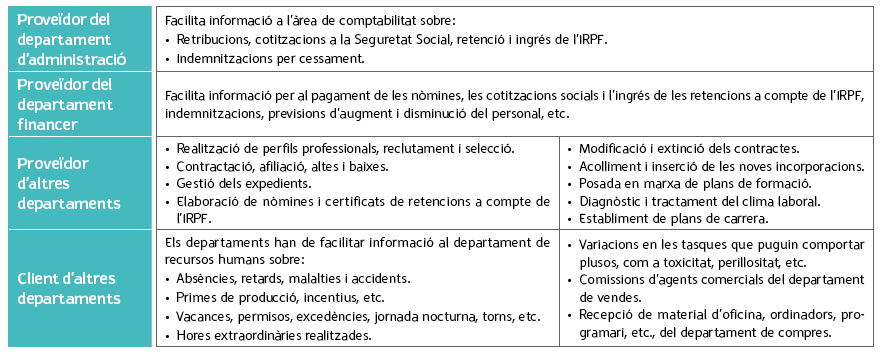 Proveïdor del
departament
d'administració
Facilita informació a l'àrea de comptabilitat sobre:
• Retribucions, cotitzacions a la Seguretat Social, retenció i ingrés de l'IRPF.
• Indemnitzacions per cessament.
Proveïdor del
departament
financer
Facilita informació per al pagament de les nòmines, les cotitzacions socials i l'ingrés de les retencions a compte de l'IRPF,
indemnitzacions, previsions d'augment i disminució del personal, etc.
Proveïdor
d'altres
departaments
• Realització de perfils professionals, reclutament i selecció.
• Contractació, afiliació, altes i baixes.
• Gestió dels expedients.
• Elaboració de nòmines i certificats de retencions a compte de
l'IRPF.
• Modificació i extinció dels contractes.
• Acolliment i inserció de les noves incorporacions.
• Posada en marxa de plans de formació.
• Diagnòstic i tractament del clima laboral.
• Establiment de plans de carrera.
Client d'altres
departaments
Els departaments han de facilitar informació al departament de
recursos humans sobre:
• Absències, retards, malalties i accidents.
• Primes de producció, incentius, etc.
• Vacances, permisos, excedències, jornada nocturna, torns, etc.
• Hores extraordinàries realitzades.
• Variacions en les tasques que puguin comportar
plusos, com a toxicitat, perillositat, etc.
• Comissions d'agents comercials del departament
de vendes.
• Recepció de material d'oficina, ordinadors, pro-
gramari, etc., del departament de compres.